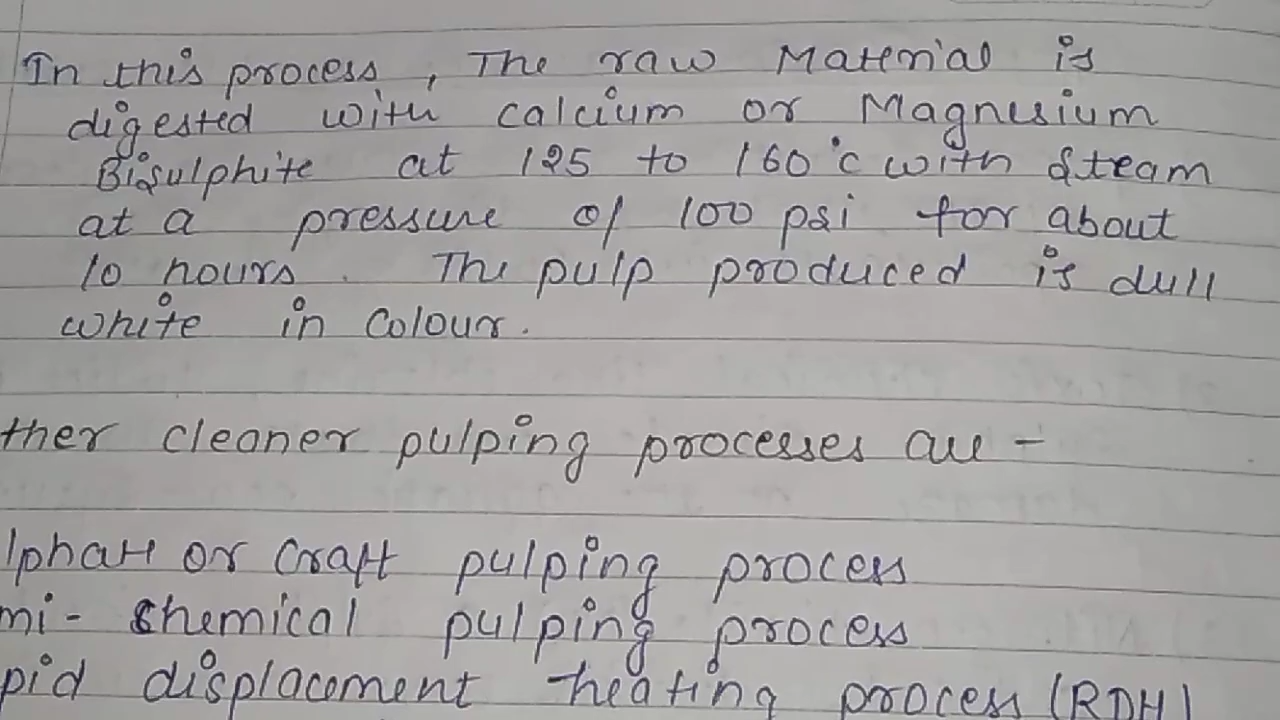 In this process, The raw Material is
digested with calcium or Magnesium
Bisulphite at 125 to 160°c with steam
at a pressure of 100 psi for about
10 hours. The pulp produced is dull
white in colour.
ther cleaner pulping processes are -
lphate or Craft pulping process
mi-chemical pulping process
pid displacement heating process (RDH)